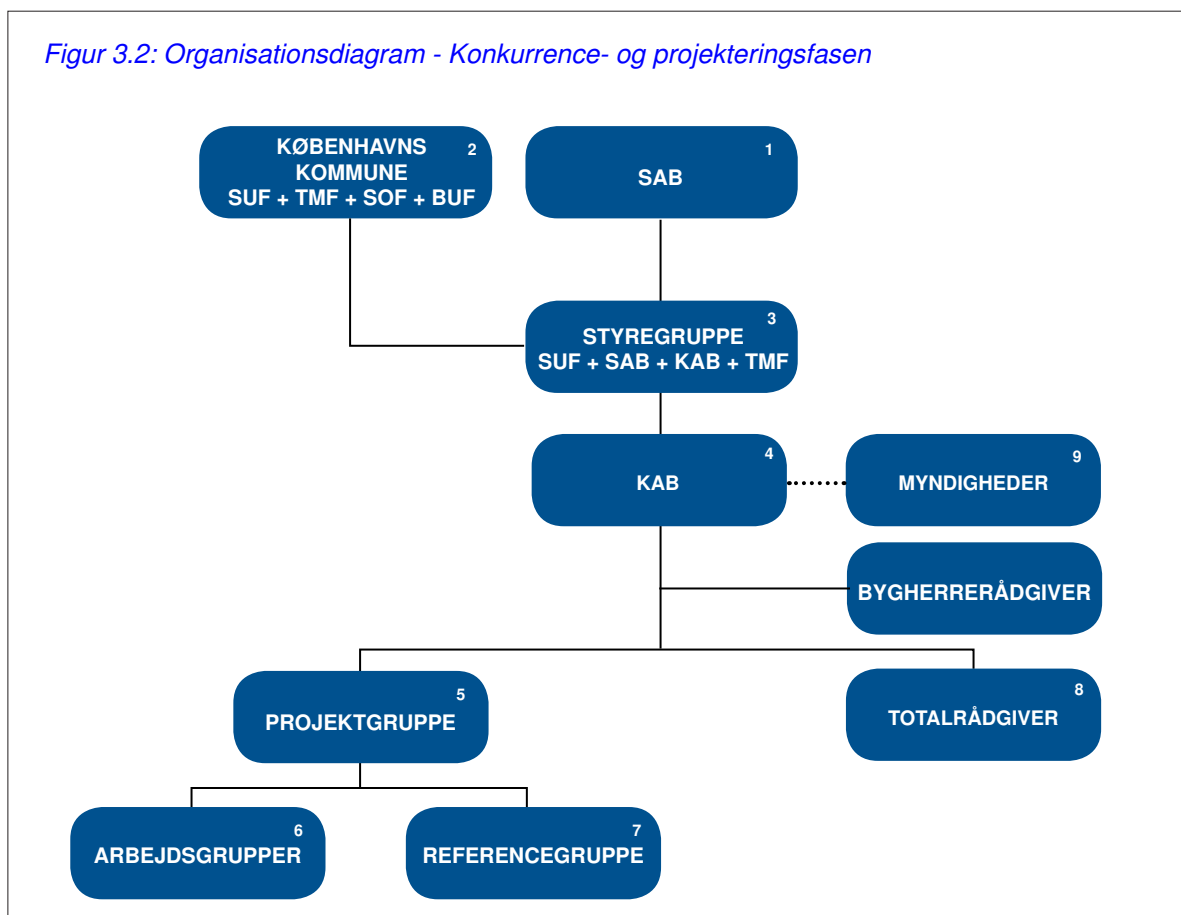 Figur 3.2: Organisationsdiagram - Konkurrence- og projekteringsfasen
KØBENHAVNS
KOMMUNE
SUF + TMF + SOF + BUF
2
SAB
1
STYREGRUPPE
SUF + SAB + KAB + TMF
3
KAB
4
MYNDIGHEDER
9
BYGHERRERÅDGIVER
PROJEKTGRUPPE
5
TOTALRÅDGIVER
8
ARBEJDSGRUPPER
6
REFERENCEGRUPPE
7